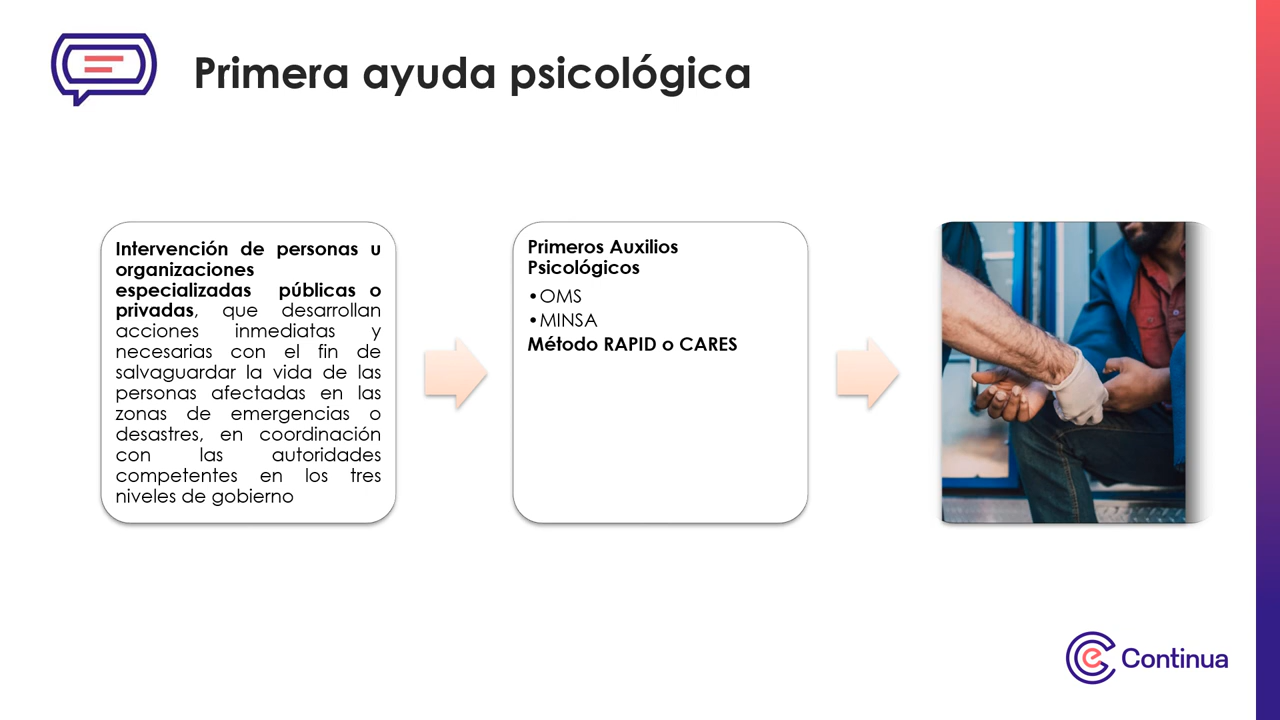 Primera ayuda psicológica
Intervención de personas u
organizaciones
especializadas públicas o
privadas, que desarrollan
acciones inmediatas y
necesarias con el fin de
salvaguardar la vida de las
personas afectadas en las
zonas de emergencias o
desastres, en coordinación
con las autoridades
competentes en los tres
niveles de gobierno
Primeros Auxilios
Psicológicos
•OMS
•MINSA
Método RAPID o CARES
e Continua